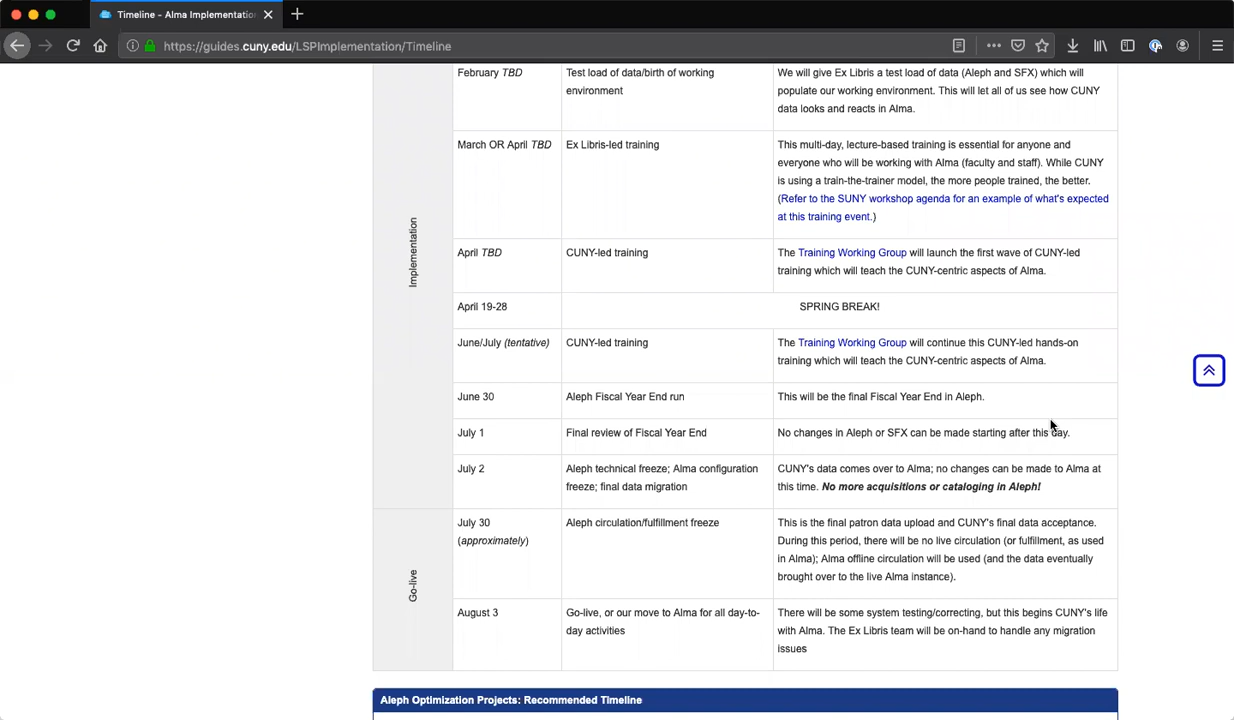 Timeline - Alma Implementatio
https://guides.cuny.edu/LSPImplementation/Timeline
Implementation
February TBD
Test load of data/birth of working
environment
We will give Ex Libris a test load of data (Aleph and SFX) which will
populate our working environment. This will let all of us see how CUNY
data looks and reacts in Alma.
March OR April TBD
Ex Libris-led training
This multi-day, lecture-based training is essential for anyone and
everyone who will be working with Alma (faculty and staff). While CUNY
is using a train-the-trainer model, the more people trained, the better.
(Refer to the SUNY workshop agenda for an example of what's expected
at this training event.)
April TBD
CUNY-led training
The Training Working Group will launch the first wave of CUNY-led
training which will teach the CUNY-centric aspects of Alma.
April 19-28
SPRING BREAK!
June/July (tentative)
CUNY-led training
The Training Working Group will continue this CUNY-led hands-on
training which will teach the CUNY-centric aspects of Alma.
June 30
Aleph Fiscal Year End run
This will be the final Fiscal Year End in Aleph.
July 1
Final review of Fiscal Year End
No changes in Aleph or SFX can be made starting after this day.
July 2
Aleph technical freeze; Alma configuration
freeze; final data migration
CUNY's data comes over to Alma; no changes can be made to Alma at
this time. No more acquisitions or cataloging in Aleph!
Go-live
July 30
(approximately)
Aleph circulation/fulfillment freeze
This is the final patron data upload and CUNY's final data acceptance.
During this period, there will be no live circulation (or fulfillment, as used
in Alma); Alma offline circulation will be used (and the data eventually
brought over to the live Alma instance).
August 3
Go-live, or our move to Alma for all day-to-
day activities
There will be some system testing/correcting, but this begins CUNY's life
with Alma. The Ex Libris team will be on-hand to handle any migration
issues
Aleph Optimization Projects: Recommended Timeline